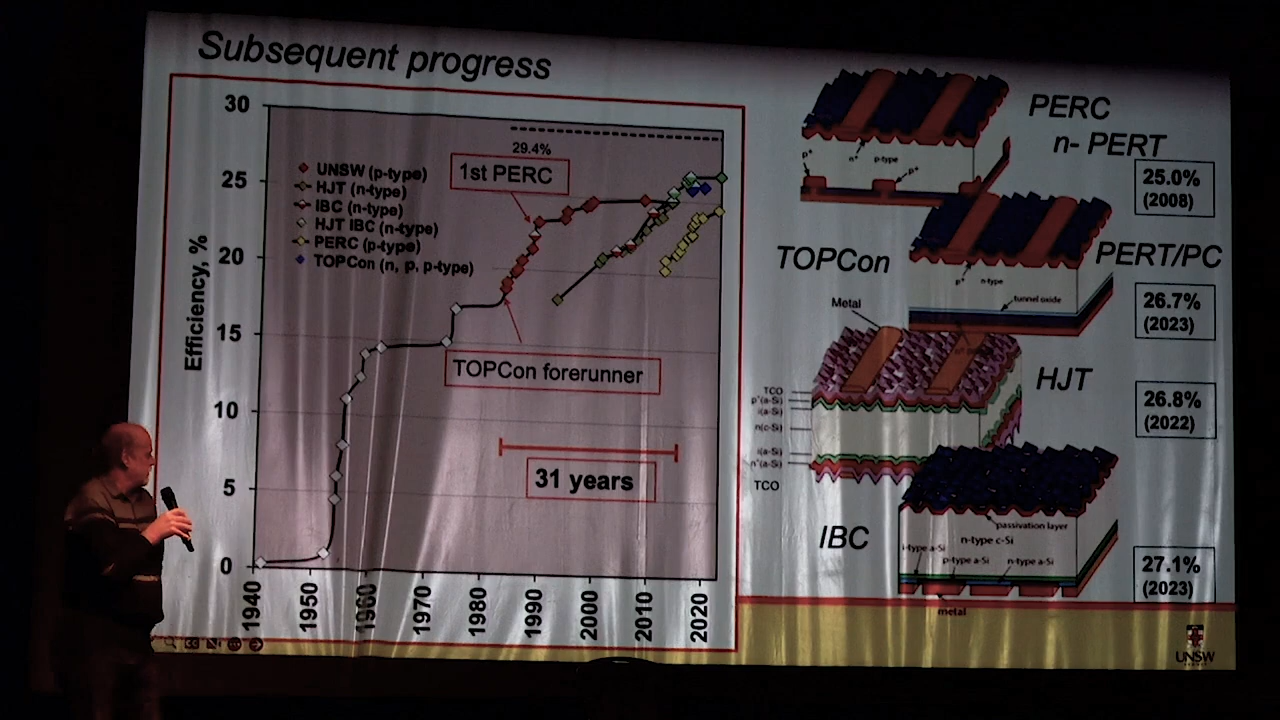 Subsequent progress
30
25
20
15
10
5
0
Efficiency, %
1940
1950
1960
1970
1980
1990
2000
2010
2020
29.4%
UNSW (p-type)
HJT (n-type)
IBC (n-type)
HJT IBC (n-type)
PERC (p-type)
TOPCon (n, p, p-type)
1st PERC
TOPCon forerunner
31 years
PERC
n- PERT
25.0%
(2008)
p+
n+
p-type
p+
TOPCon
PERT/PC
26.7%
(2023)
p+
n-type
tunnel oxide
Metal
HJT
26.8%
(2022)
TCO
p+(a-Si)
i(a-Si)
n(c-Si)
i(a-Si)
n+(a-Si)
TCO
IBC
27.1%
(2023)
passivation layer
n-type c-Si
i-type a-Si
p-type a-Si
n-type a-Si
metal
UNSW